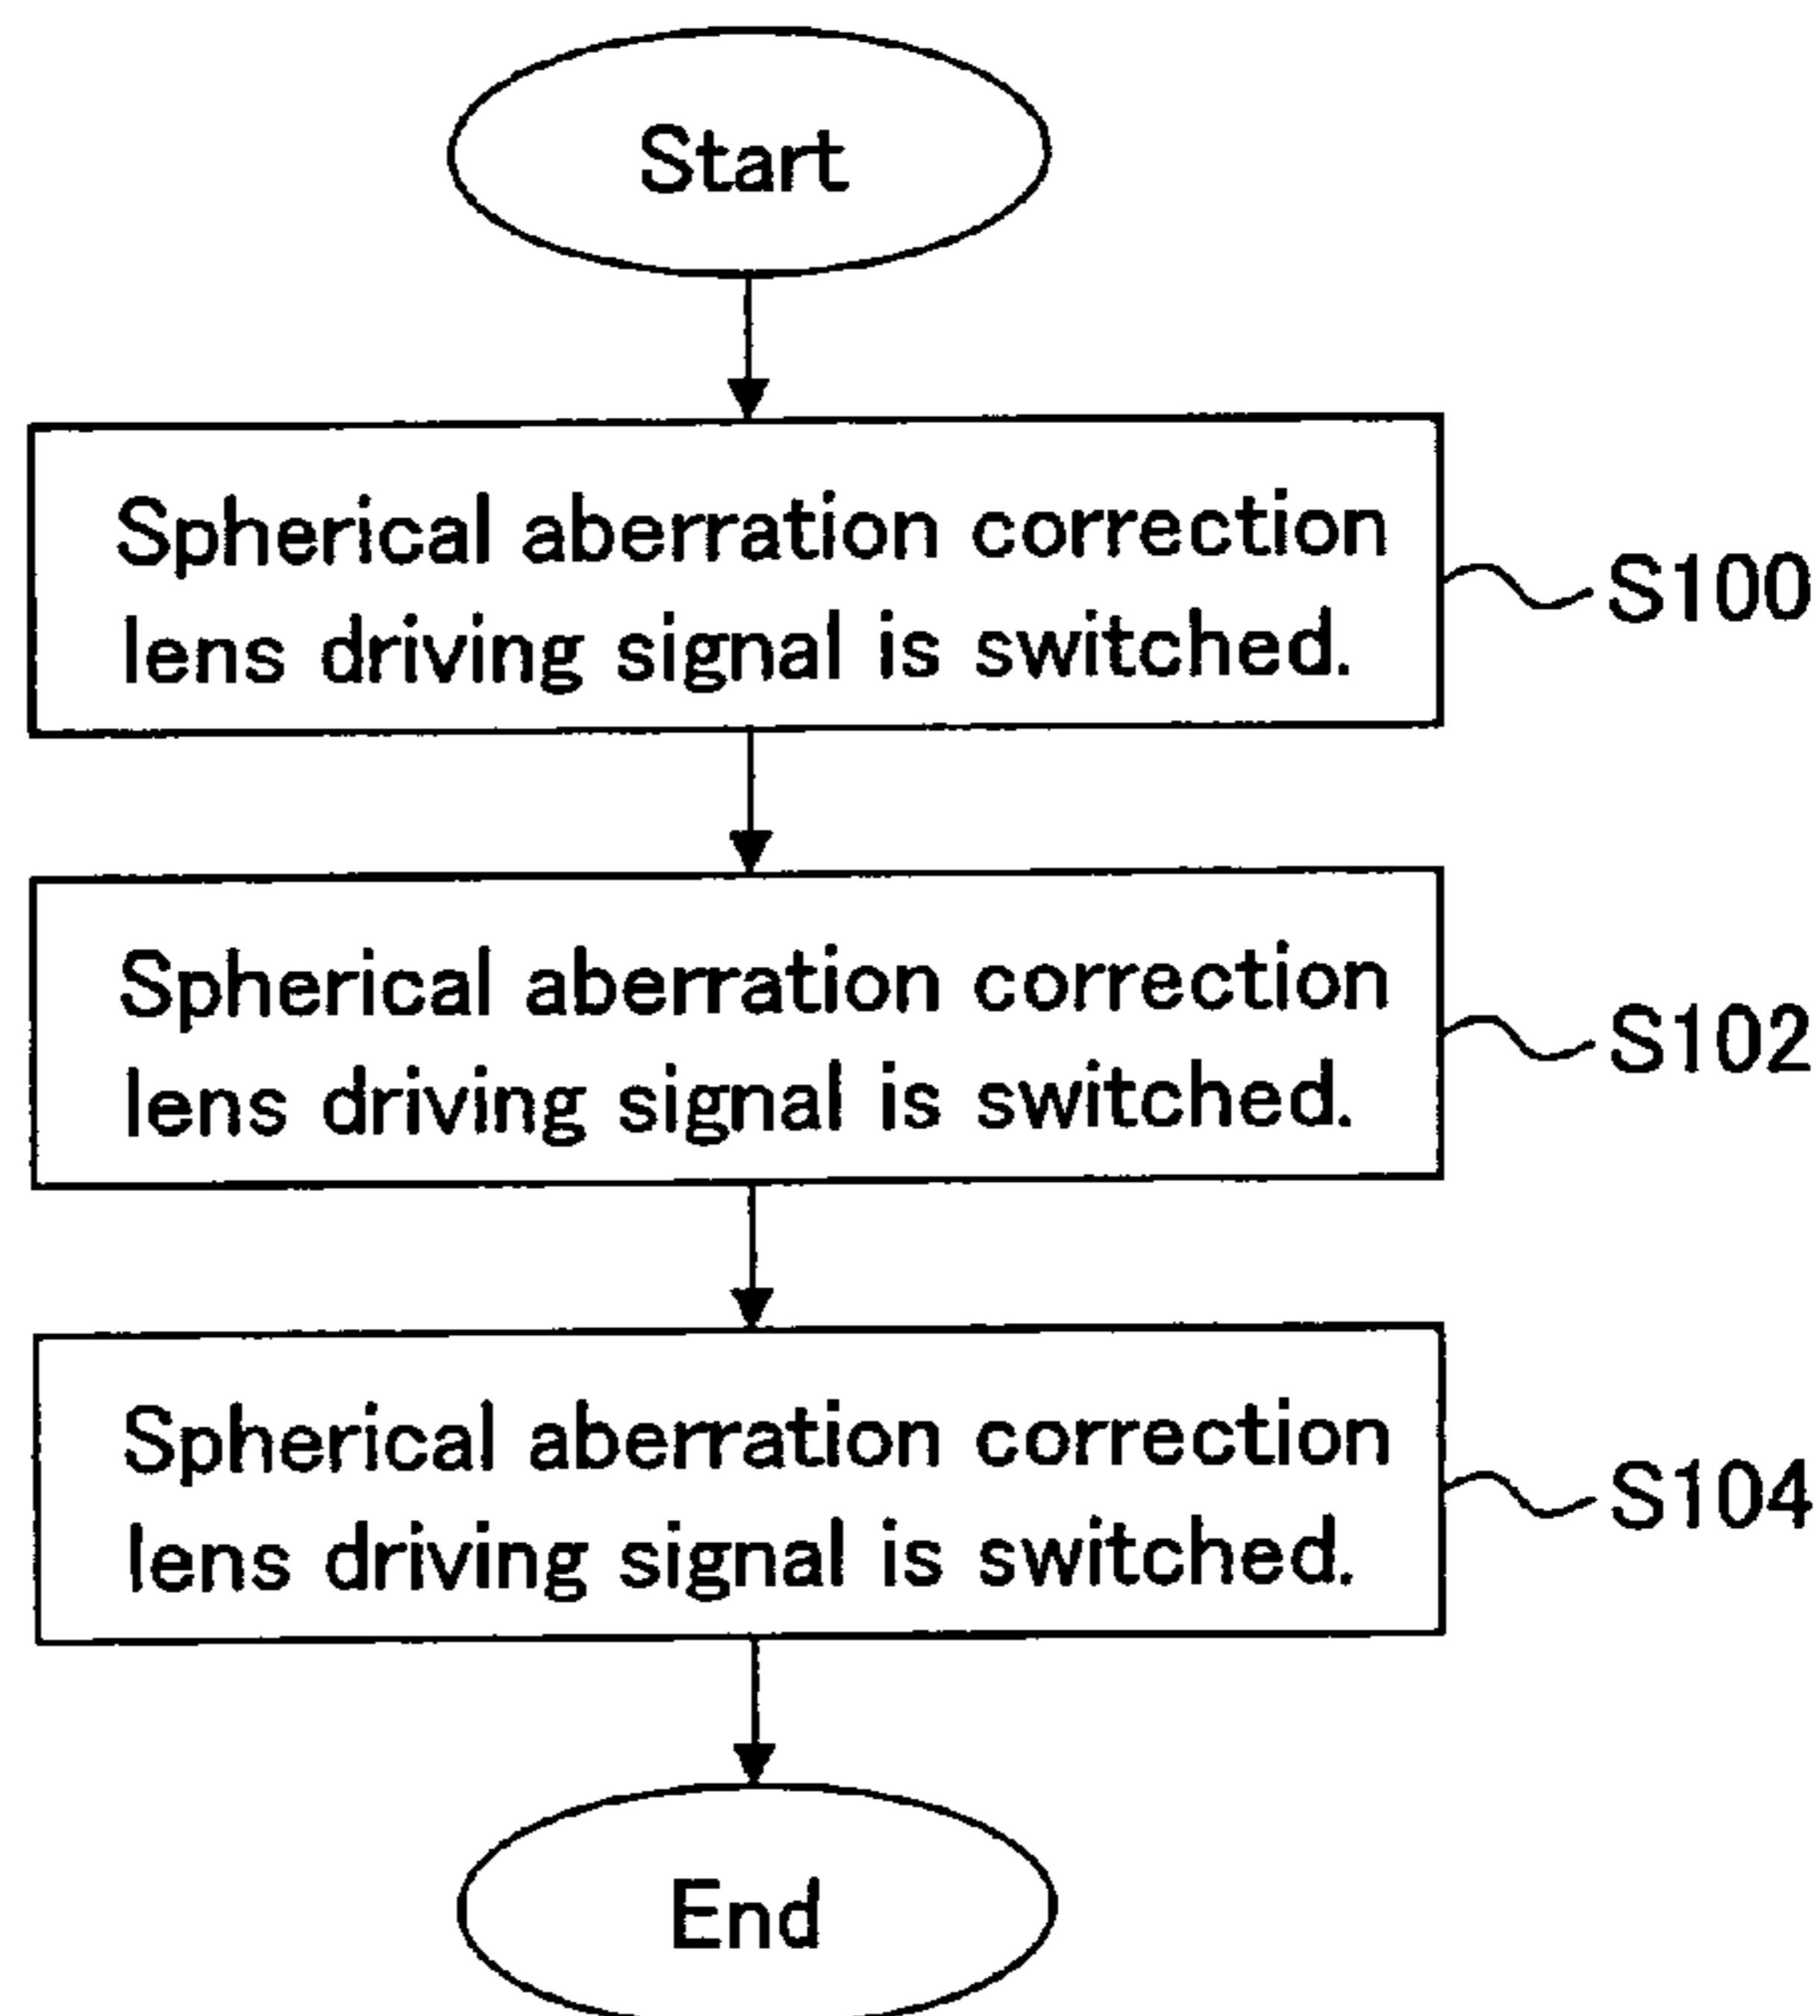 Start
Spherical aberration correction
lens driving signal is switched.
S100
Spherical aberration correction
lens driving signal is switched.
S102
Spherical aberration correction
lens driving signal is switched.
S104
End